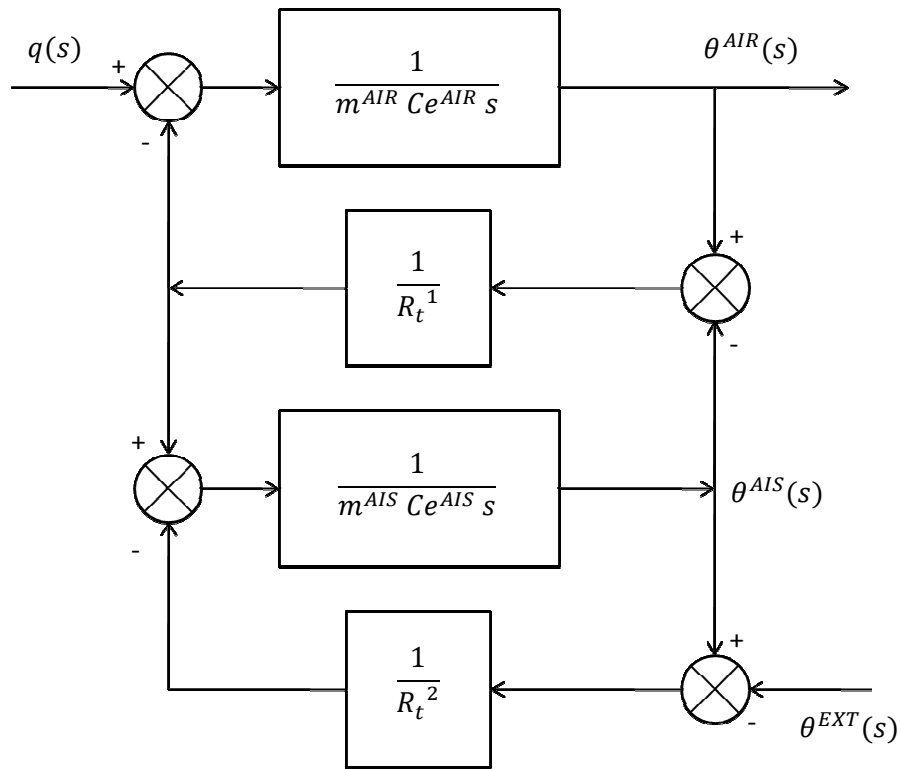 q(s)
+
-
1
m^{AIR} Ce^{AIR} s
θ^{AIR}(s)
+
-
1
R_t^1
+
-
1
m^{AIS} Ce^{AIS} s
θ^{AIS}(s)
+
-
1
R_t^2
θ^{EXT}(s)